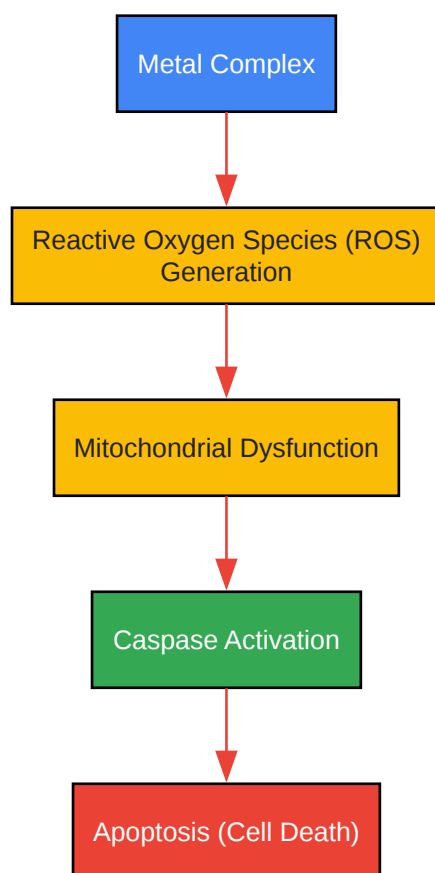 Metal Complex
Reactive Oxygen Species (ROS)
Generation
Mitochondrial Dysfunction
Caspase Activation
Apoptosis (Cell Death)